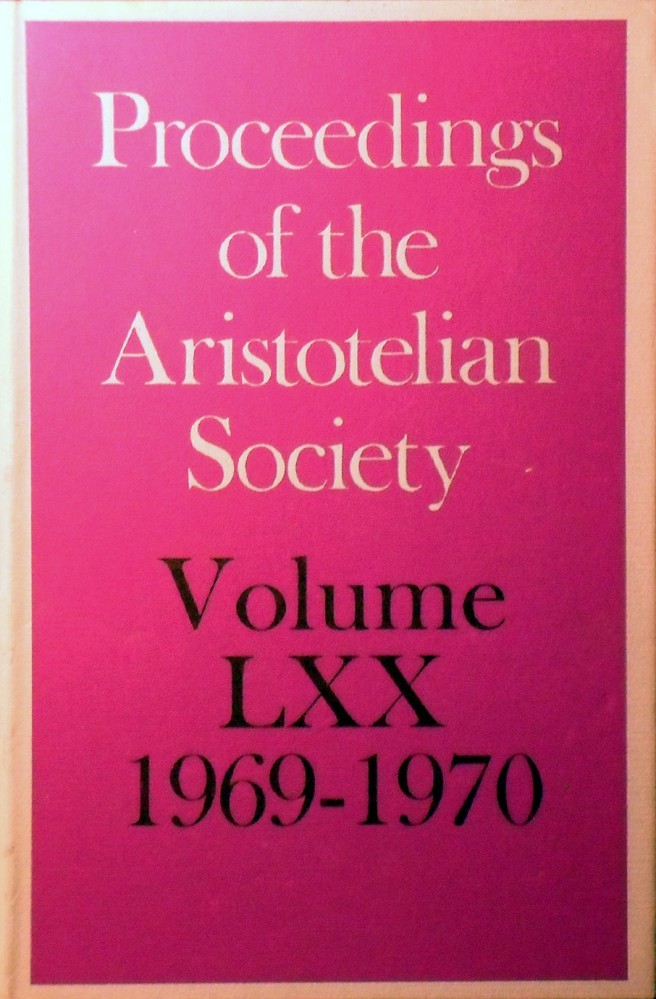 Proceedings
of the
Aristotelian
Society
Volume
LXX
1969-1970